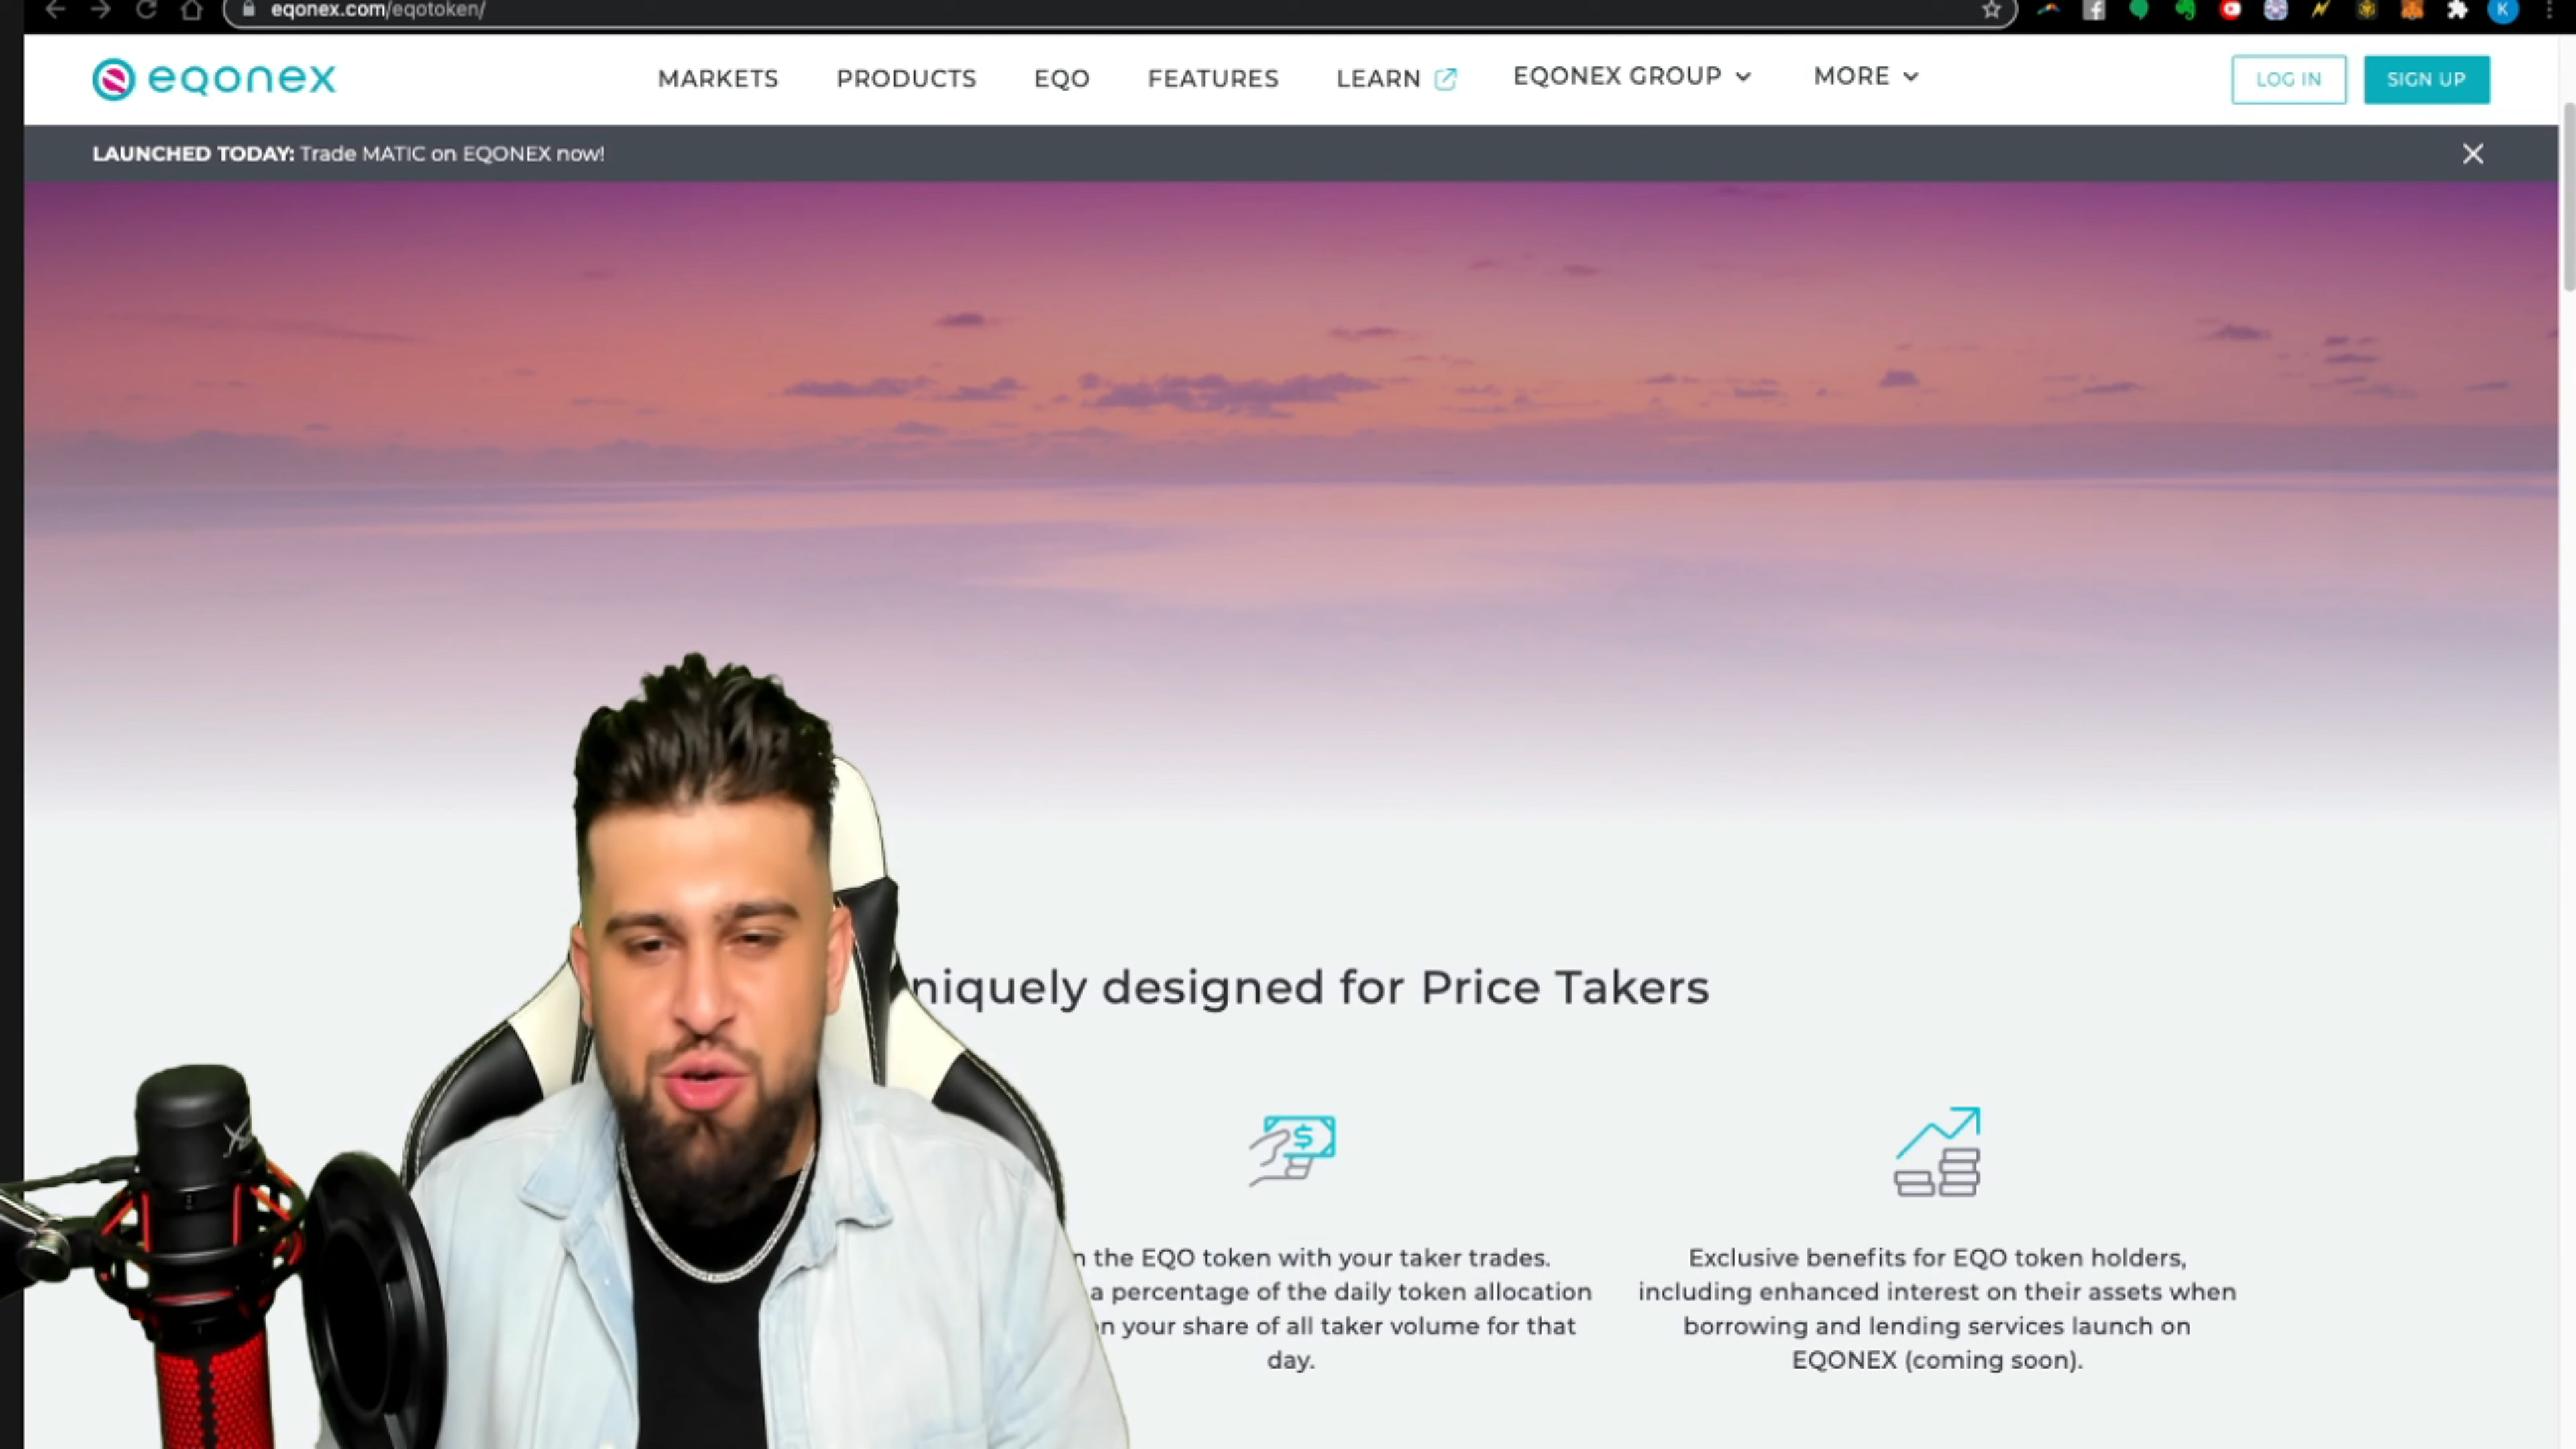 eqonex.com/eqotoken/
K
eqonex
MARKETS
PRODUCTS
EQO
FEATURES
LEARN
EQONEX GROUP
MORE
LOG IN
SIGN UP
LAUNCHED TODAY: Trade MATIC on EQONEX now!
niquely designed for Price Takers
$
n the EQO token with your taker trades.
a percentage of the daily token allocation
n your share of all taker volume for that
day.
Exclusive benefits for EQO token holders,
including enhanced interest on their assets when
borrowing and lending services launch on
EQONEX (coming soon).